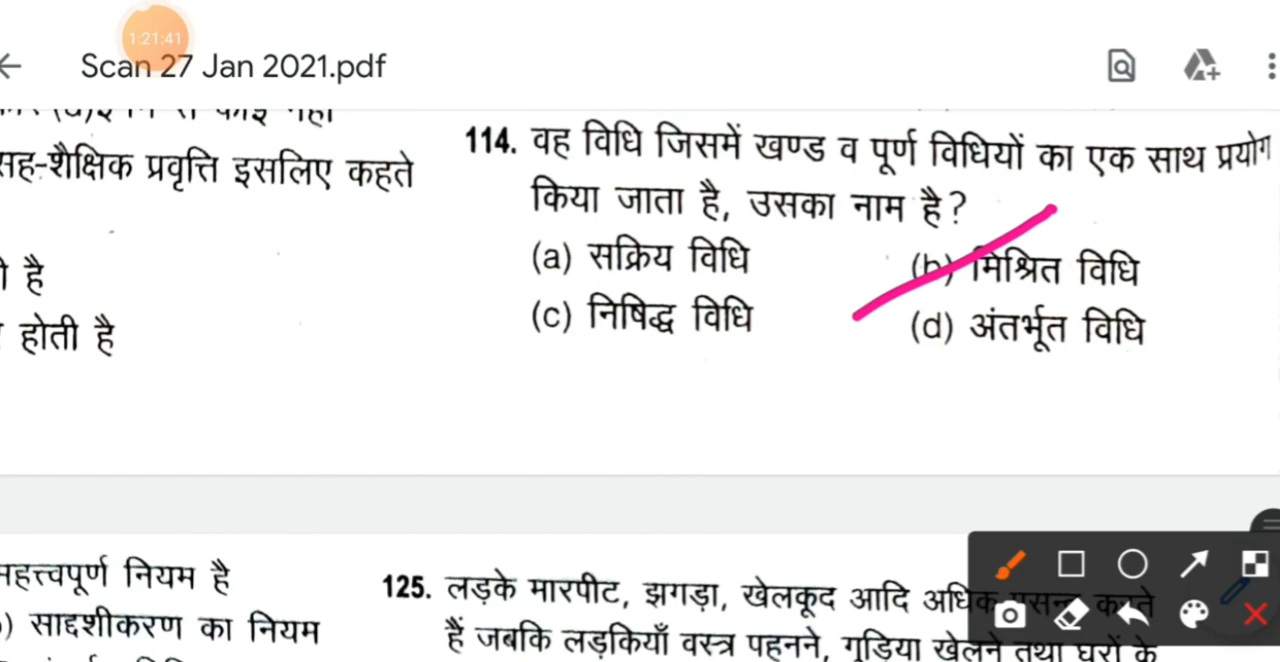 1:21:41
Scan 27 Jan 2021.pdf
सह-शैक्षिक प्रवृत्ति इसलिए कहते
है
होती है
114. वह विधि जिसमें खण्ड व पूर्ण विधियों का एक साथ प्रयोग
किया जाता है, उसका नाम है?
(a) सक्रिय विधि (b) मिश्रित विधि
(c) निषिद्ध विधि (d) अंतर्भूत विधि
महत्त्वपूर्ण नियम है
) सादृशीकरण का नियम
125. लड़के मारपीट, झगड़ा, खेलकूद आदि अधिक पसन्द करते
हैं जबकि लड़कियाँ वस्त्र पहनने, गुड़िया खेलने तथा घरों के